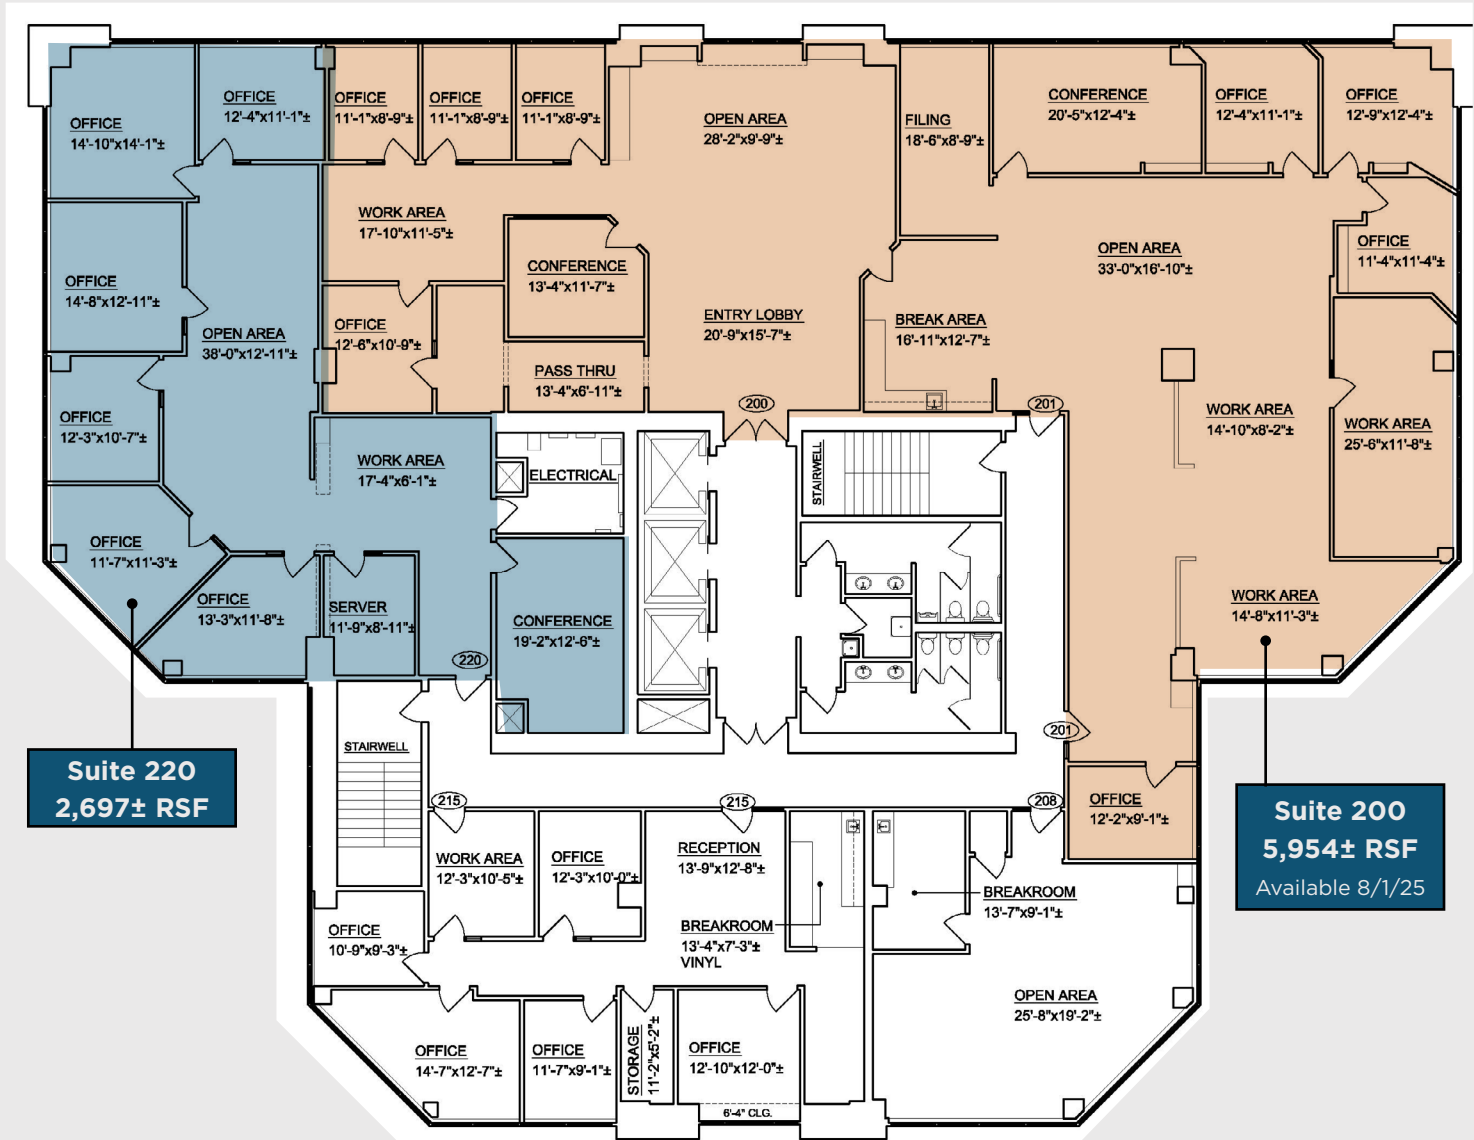 OFFICE
14'-10"x14'-1"±
OFFICE
12'-4"x11'-1"±
OFFICE
11'-1"x8'-9"±
OFFICE
11'-1"x8'-9"±
OFFICE
11'-1"x8'-9"±
OPEN AREA
28'-2"x9'-9"±
FILING
18'-6"x8'-9"±
CONFERENCE
20'-5"x12'-4"±
OFFICE
12'-4"x11'-1"±
OFFICE
12'-9"x12'-4"±
WORK AREA
17'-10"x11'-5"±
CONFERENCE
13'-4"x11'-7"±
OPEN AREA
33'-0"x16'-10"±
OFFICE
11'-4"x11'-4"±
OFFICE
14'-8"x12'-11"±
OPEN AREA
38'-0"x12'-11"±
OFFICE
12'-6"x10'-9"±
ENTRY LOBBY
20'-9"x15'-7"±
BREAK AREA
16'-11"x12'-7"±
PASS THRU
13'-4"x6'-11"±
OFFICE
12'-3"x10'-7"±
200
201
WORK AREA
14'-10"x8'-2"±
WORK AREA
25'-6"x11'-8"±
WORK AREA
17'-4"x6'-1"±
ELECTRICAL
STAIRWELL
OFFICE
11'-7"x11'-3"±
OFFICE
13'-3"x11'-8"±
SERVER
11'-9"x8'-11"±
CONFERENCE
19'-2"x12'-6"±
WORK AREA
14'-8"x11'-3"±
220
201
STAIRWELL
Suite 220
2,697± RSF
215
215
208
OFFICE
12'-2"x9'-1"±
Suite 200
5,954± RSF
Available 8/1/25
WORK AREA
12'-3"x10'-5"±
OFFICE
12'-3"x10'-0"±
RECEPTION
13'-9"x12'-8"±
BREAKROOM
13'-7"x9'-1"±
OFFICE
10'-9"x9'-3"±
BREAKROOM
13'-4"x7'-3"±
VINYL
OPEN AREA
25'-8"x19'-2"±
OFFICE
14'-7"x12'-7"±
OFFICE
11'-7"x9'-1"±
STORAGE
11'-2"x5'-2"±
OFFICE
12'-10"x12'-0"±
6'-4" CLG.